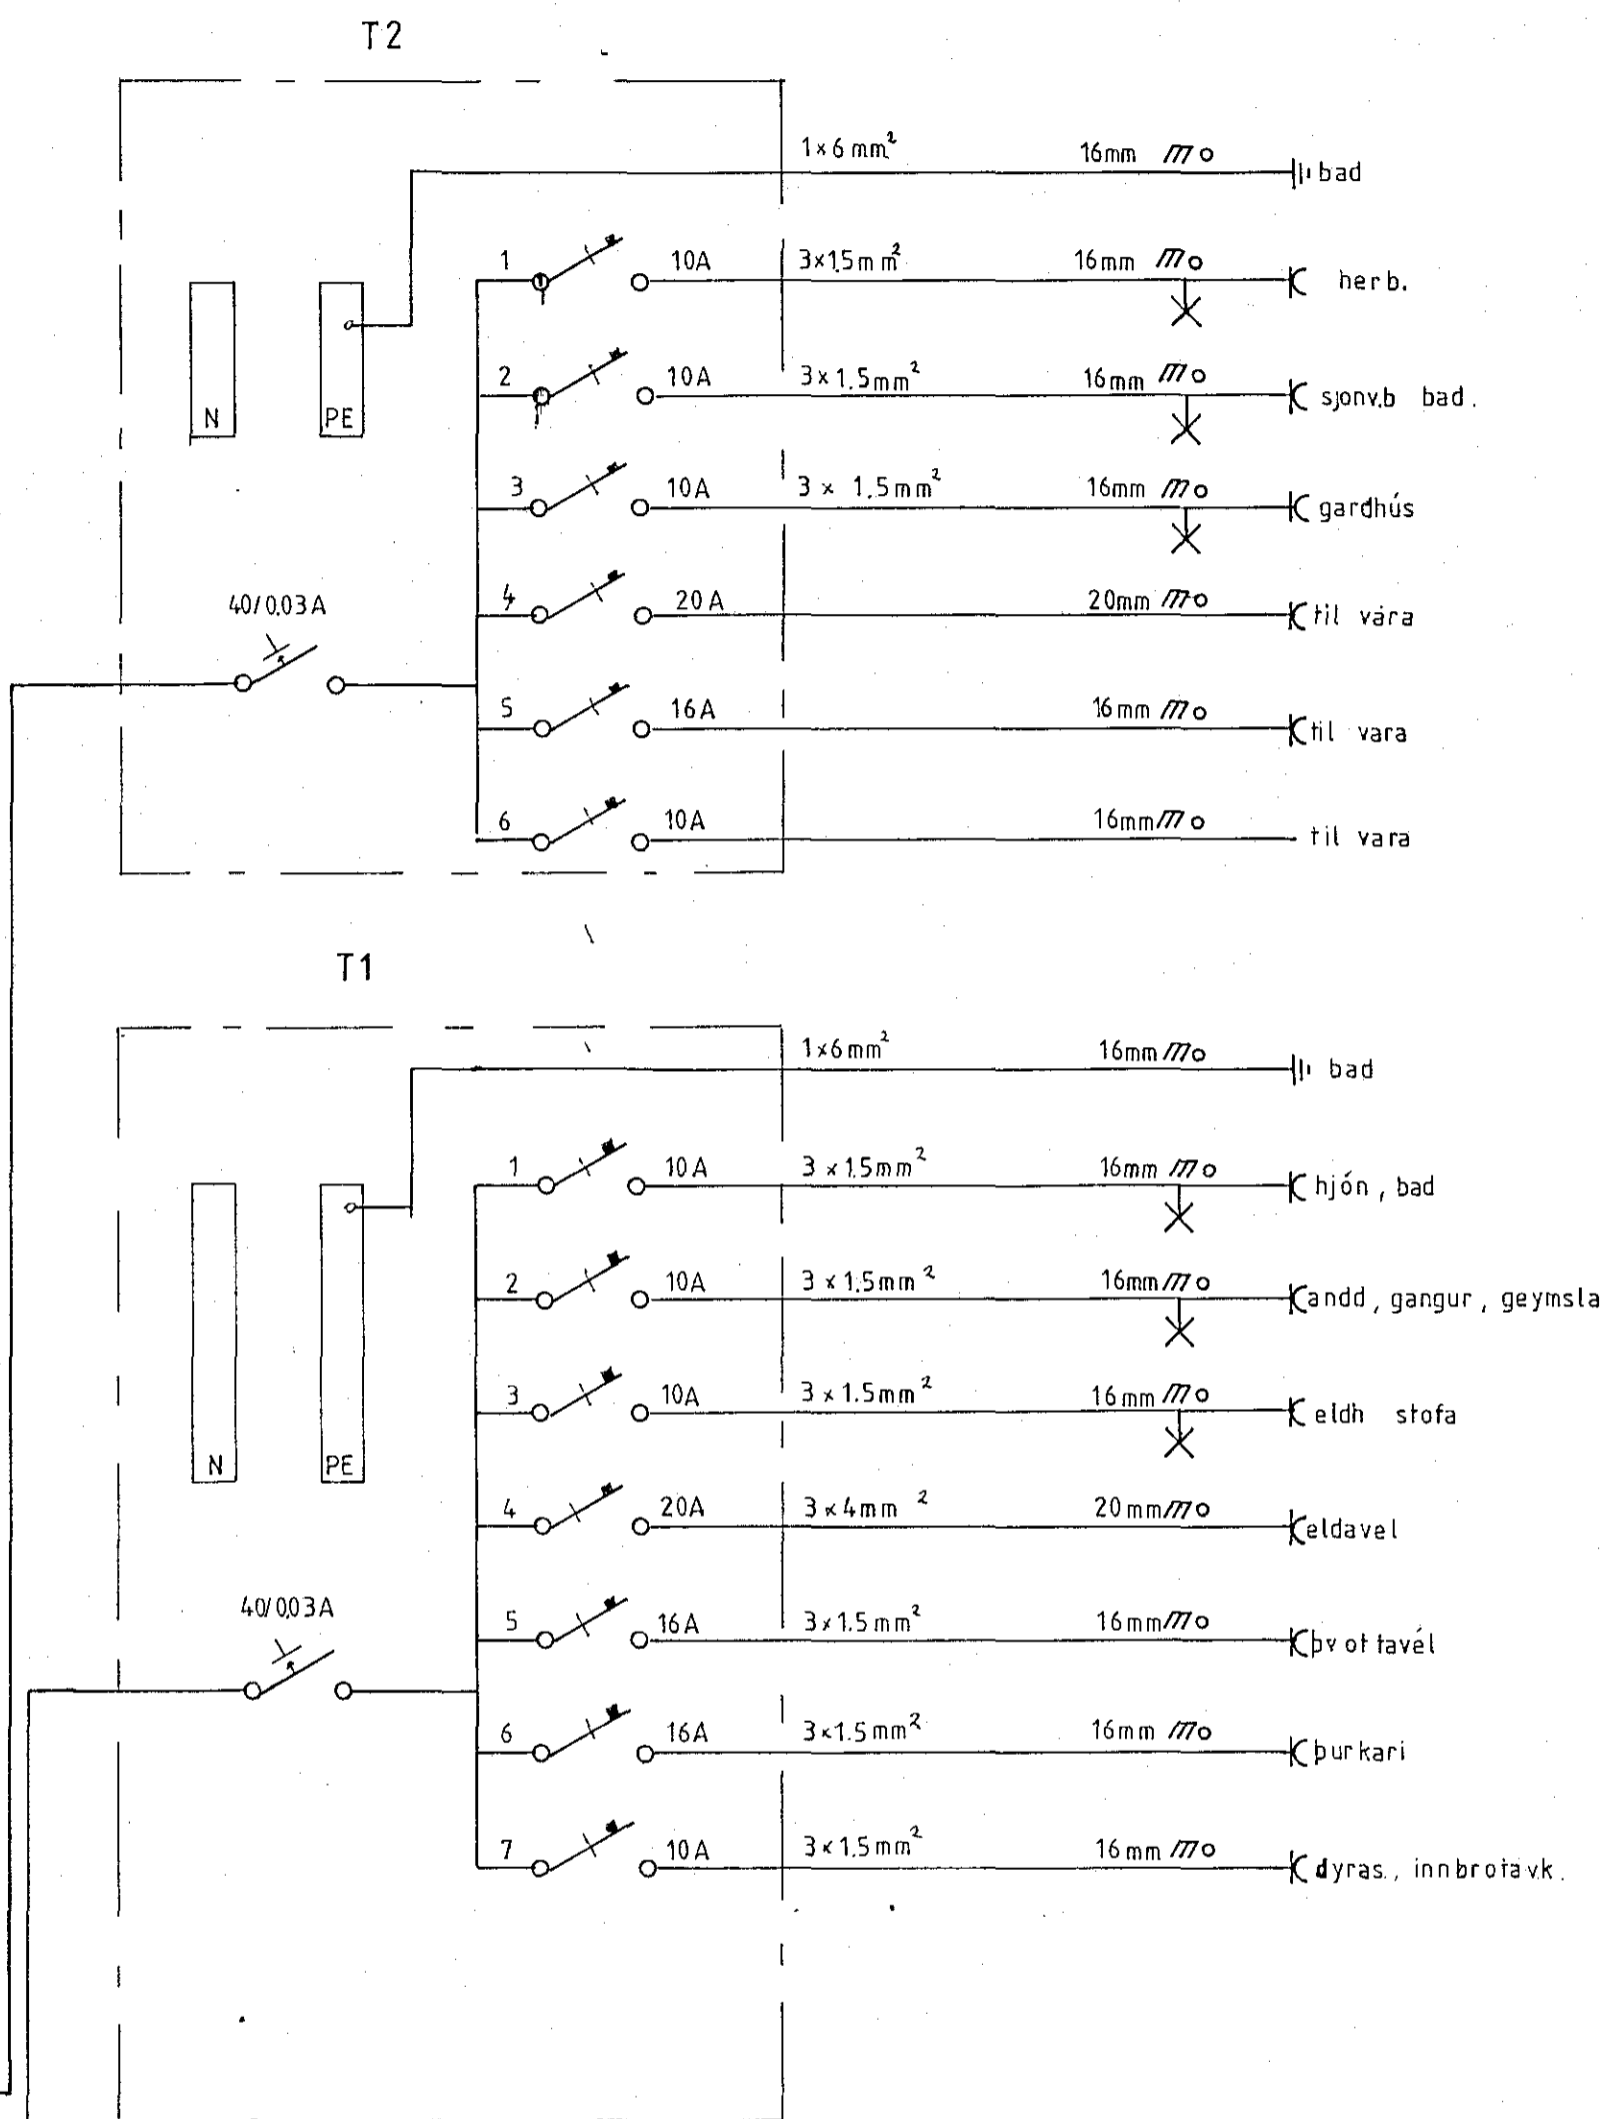 T2
1×6 mm² 16mm bad
1 10A 3×1.5mm² 16mm herb.
2 10A 3×1.5mm² 16mm sjonv.b bad.
3 10A 3 × 1.5mm² 16mm gardhús
N PE
4 20A 20mm til vara
40/0.03A
5 16A 16mm til vara
6 10A 16mm til vara
T1
1×6mm² 16mm bad
1 10A 3 ×1.5mm² 16mm hjón, bad
2 10A 3 ×1.5mm² 16mm andd, gangur, geymsla
3 10A 3 ×1.5mm² 16mm eldh stofa
N PE
4 20A 3×4mm² 20mm eldavel
40/0.03A
5 16A 3×1.5mm² 16mm þvottavél
6 16A 3×1.5mm² 16mm þurkari
7 10A 3×1.5mm² 16mm dyras., innbrotavk.